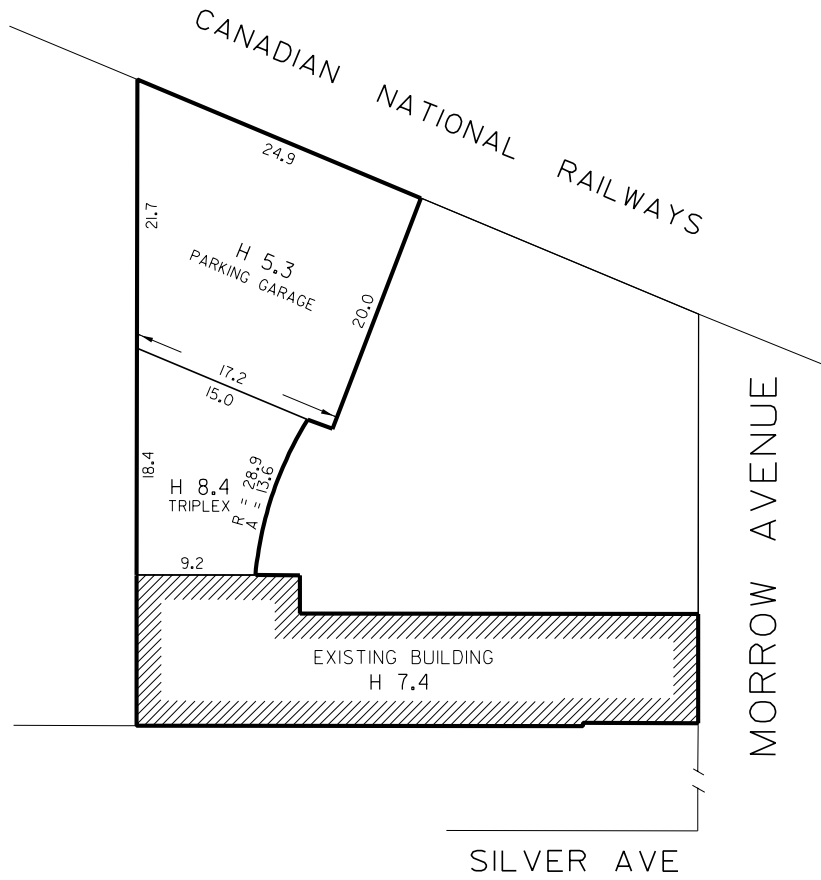 CANADIAN NATIONAL RAILWAYS
24.9
21.7
H 5.3
PARKING GARAGE
20.0
17.2
15.0
18.4
H 8.4
TRIPLEX
R = 28.9
A = 13.6
9.2
EXISTING BUILDING
H 7.4
MORROW AVENUE
SILVER AVE